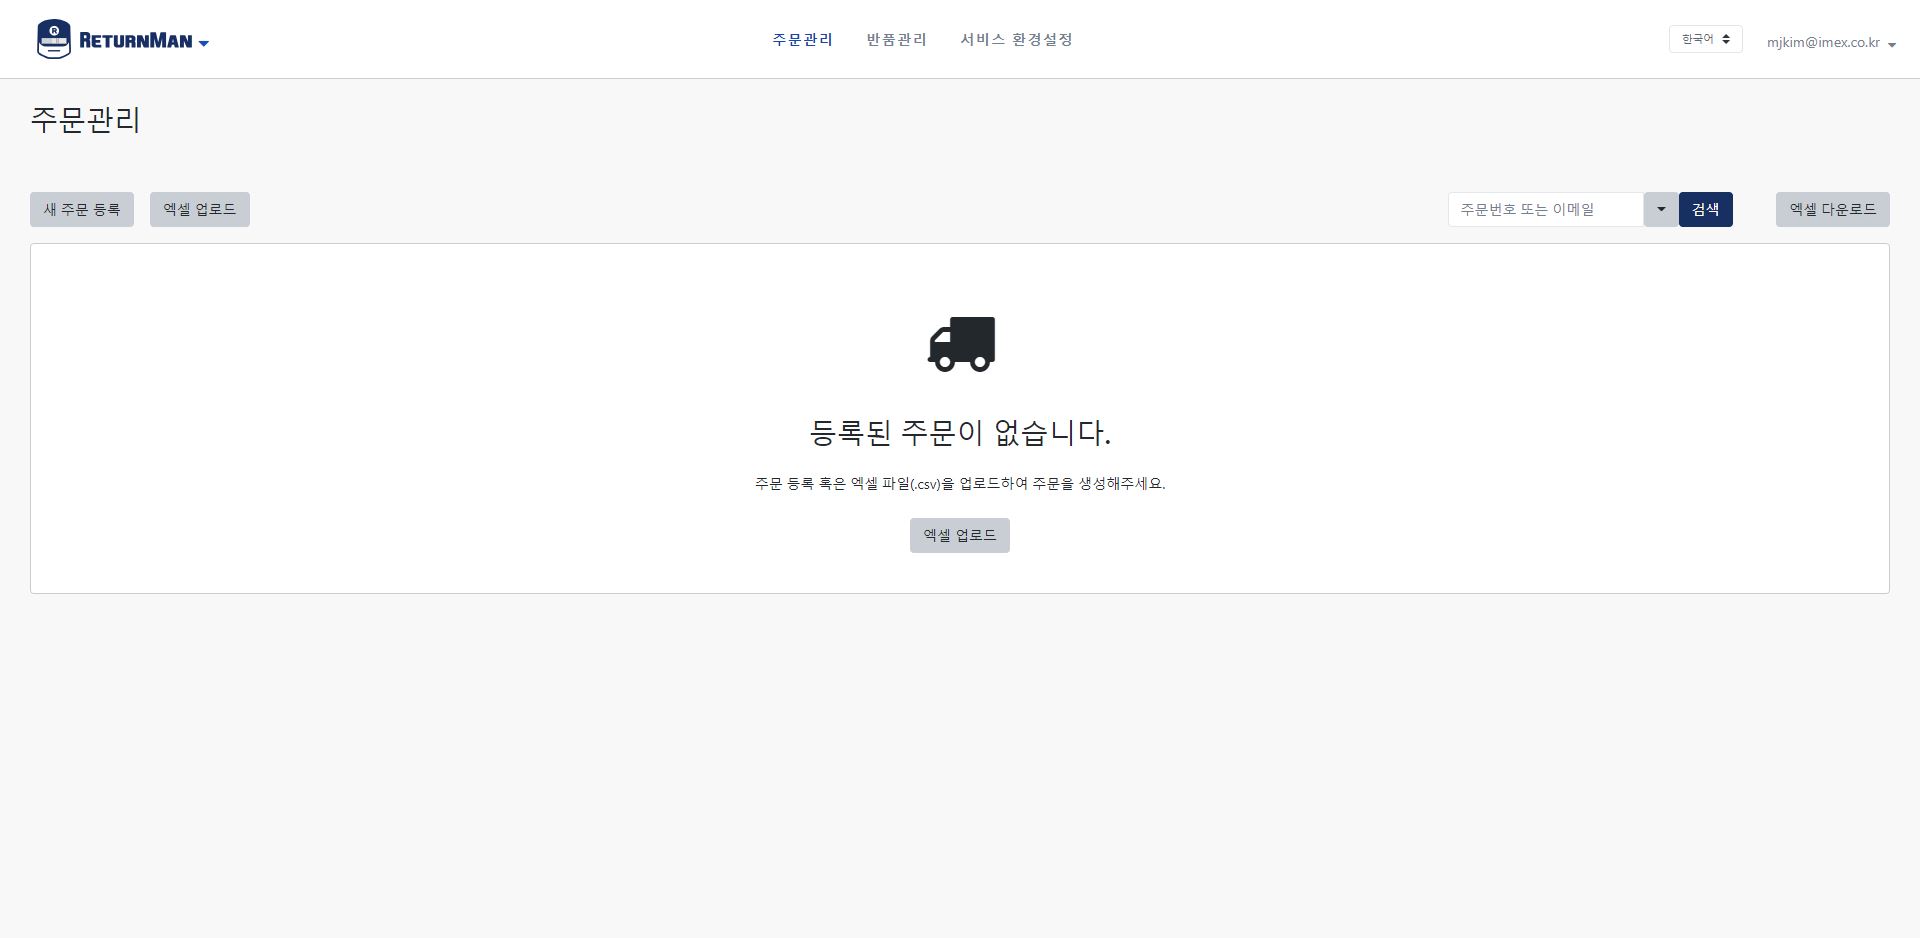 R
RETURNMAN
주문관리 반품관리 서비스 환경설정
한국어
mjkim@imex.co.kr
주문관리
새 주문 등록
엑셀 업로드
주문번호 또는 이메일
검색
엑셀 다운로드
등록된 주문이 없습니다.
주문 등록 혹은 엑셀 파일(.csv)을 업로드하여 주문을 생성해주세요.
엑셀 업로드